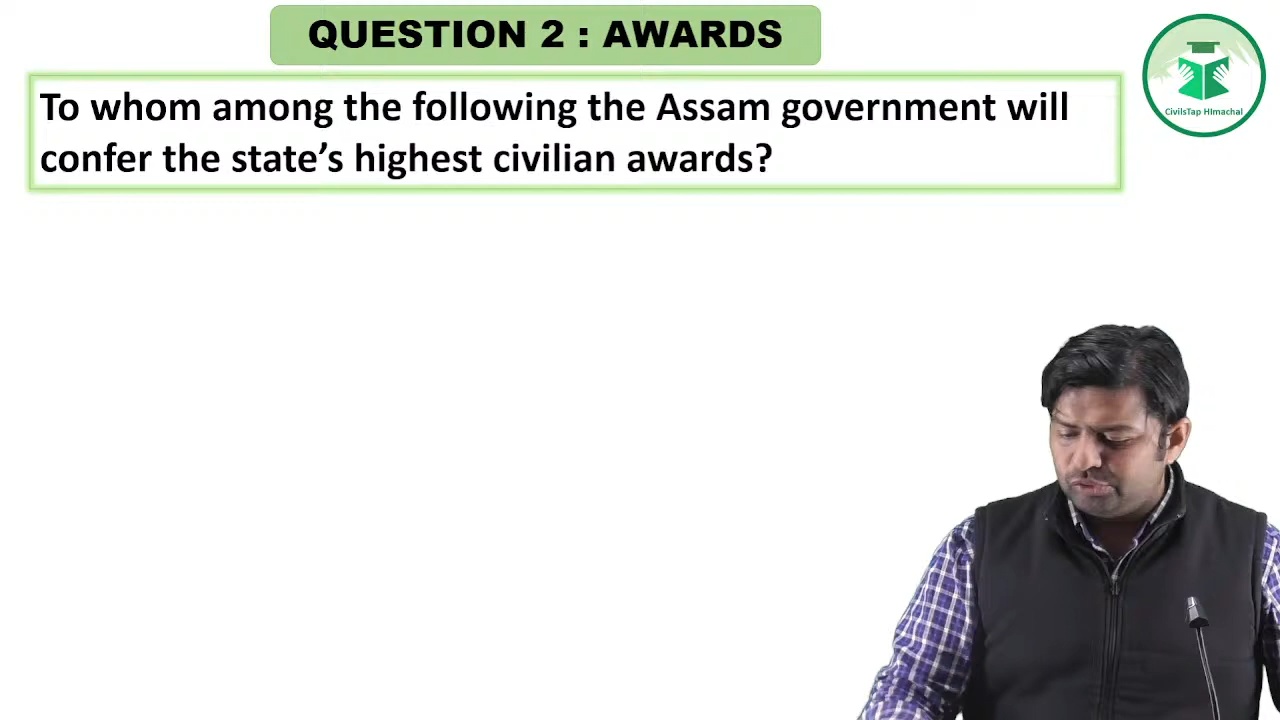 QUESTION 2 : AWARDS
To whom among the following the Assam government will
confer the state’s highest civilian awards?
CivilsTap HImachal